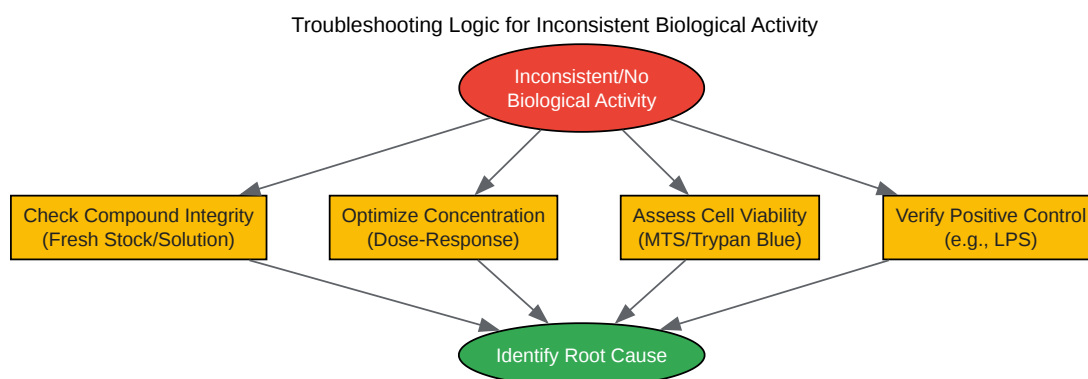 Troubleshooting Logic for Inconsistent Biological Activity
Inconsistent/No
Biological Activity
Check Compound Integrity
(Fresh Stock/Solution)
Optimize Concentration
(Dose-Response)
Assess Cell Viability
(MTS/Trypan Blue)
Verify Positive Control
(e.g., LPS)
Identify Root Cause